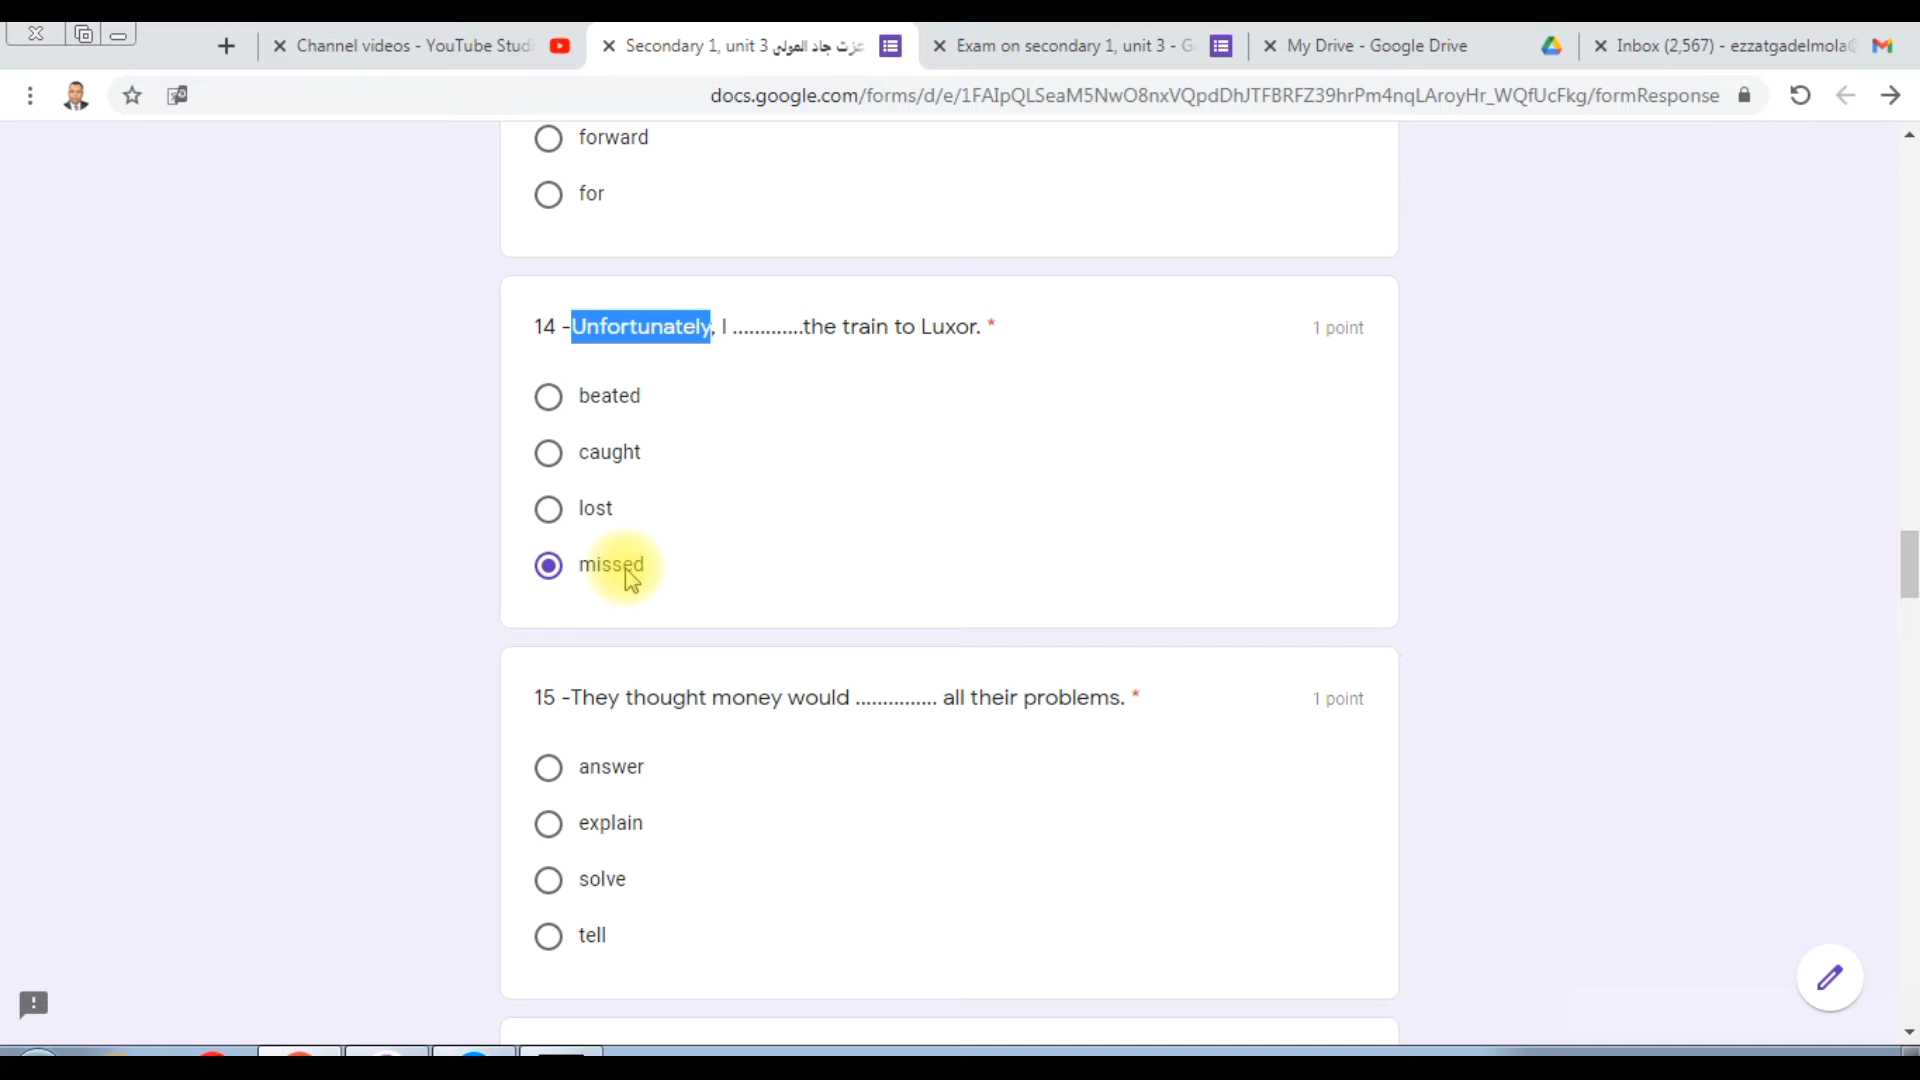 Channel videos - YouTube Studi
Secondary 1, unit 3 عزت جاد المولى
Exam on secondary 1, unit 3 - G
My Drive - Google Drive
Inbox (2,567) - ezzatgadelmola@
docs.google.com/forms/d/e/1FAIpQLSeaM5NwO8nxVQpdDhJTFBRFZ39hrPm4nqLAroyHr_WQfUcFkg/formResponse
forward
for
14 -Unfortunately, I .............the train to Luxor. *
1 point
beated
caught
lost
missed
15 -They thought money would ............... all their problems. *
1 point
answer
explain
solve
tell